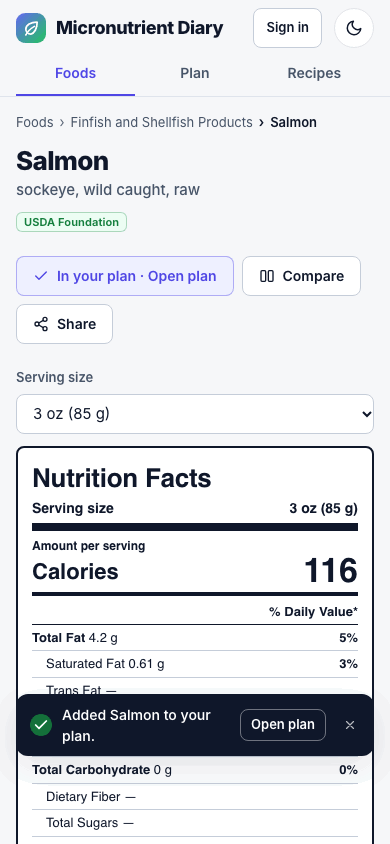 Micronutrient Diary
Sign in
Foods
Plan
Recipes
Foods › Finfish and Shellfish Products › Salmon
Salmon
sockeye, wild caught, raw
USDA Foundation
In your plan · Open plan
Compare
Share
Serving size
3 oz (85 g)
Nutrition Facts
Serving size 3 oz (85 g)
Amount per serving
Calories 116
% Daily Value*
Total Fat 4.2 g 5%
Saturated Fat 0.61 g 3%
Trans Fat —
Added Salmon to your
plan.
Open plan
Total Carbohydrate 0 g 0%
Dietary Fiber —
Total Sugars —